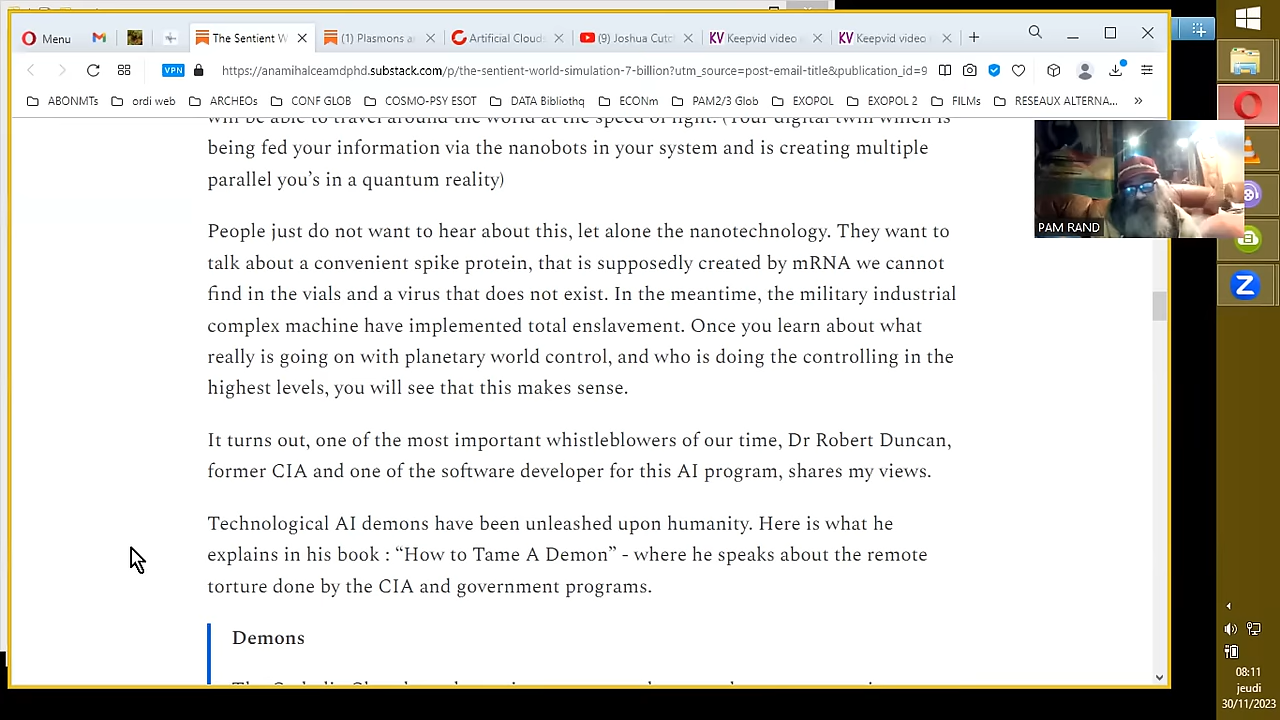 Menu
The Sentient W
(1) Plasmons a
Artificial Clou
(9) Joshua Cutc
KV Keepvid video
KV Keepvid video
VPN
https://anamihalceamdphd.substack.com/p/the-sentient-world-simulation-7-billion?utm_source=post-email-title&publication_id=9
ABONMTs
ordi web
ARCHEOs
CONF GLOB
COSMO-PSY ESOT
DATA Bibliothq
ECONm
PAM2/3 Glob
EXOPOL
EXOPOL 2
FILMs
RESEAUX ALTERNA...
will be able to travel around the world at the speed of light. (Your digital twin which is
being fed your information via the nanobots in your system and is creating multiple
parallel you’s in a quantum reality)
People just do not want to hear about this, let alone the nanotechnology. They want to
talk about a convenient spike protein, that is supposedly created by mRNA we cannot
find in the vials and a virus that does not exist. In the meantime, the military industrial
complex machine have implemented total enslavement. Once you learn about what
really is going on with planetary world control, and who is doing the controlling in the
highest levels, you will see that this makes sense.
It turns out, one of the most important whistleblowers of our time, Dr Robert Duncan,
former CIA and one of the software developer for this AI program, shares my views.
Technological AI demons have been unleashed upon humanity. Here is what he
explains in his book : “How to Tame A Demon” - where he speaks about the remote
torture done by the CIA and government programs.
Demons
PAM RAND
08:11
jeudi
30/11/2023